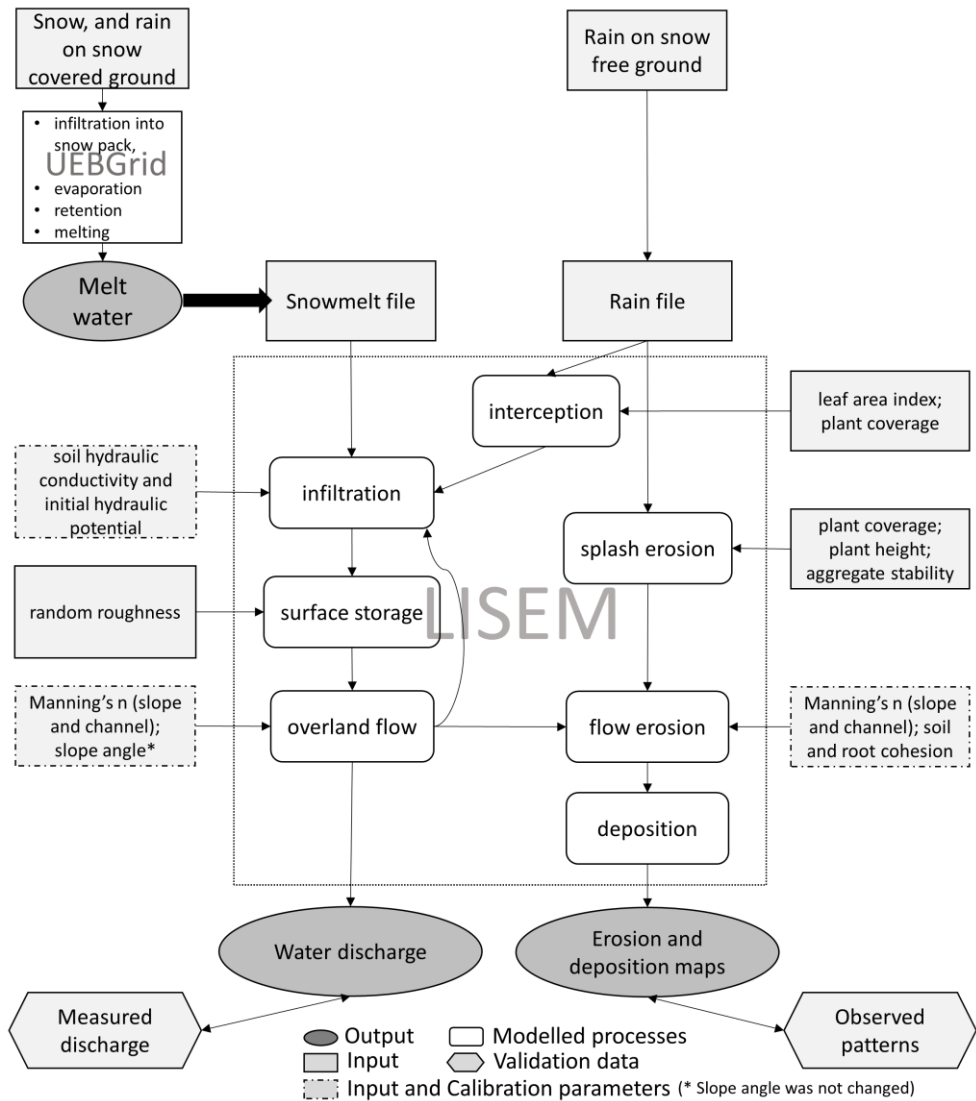 Snow, and rain
on snow
covered ground
Rain on snow
free ground
• infiltration into
snow pack,
UEBGrid
• evaporation
• retention
• melting
Melt
water
Snowmelt file
Rain file
interception
leaf area index;
plant coverage
soil hydraulic
conductivity and
initial hydraulic
potential
infiltration
splash erosion
plant coverage;
plant height;
aggregate stability
random roughness
surface storage
LISEM
Manning's n (slope
and channel);
slope angle*
overland flow
flow erosion
Manning's n (slope
and channel); soil
and root cohesion
deposition
Water discharge
Erosion and
deposition maps
Measured
discharge
Observed
patterns
Output
Modelled processes
Input
Validation data
Input and Calibration parameters (* Slope angle was not changed)